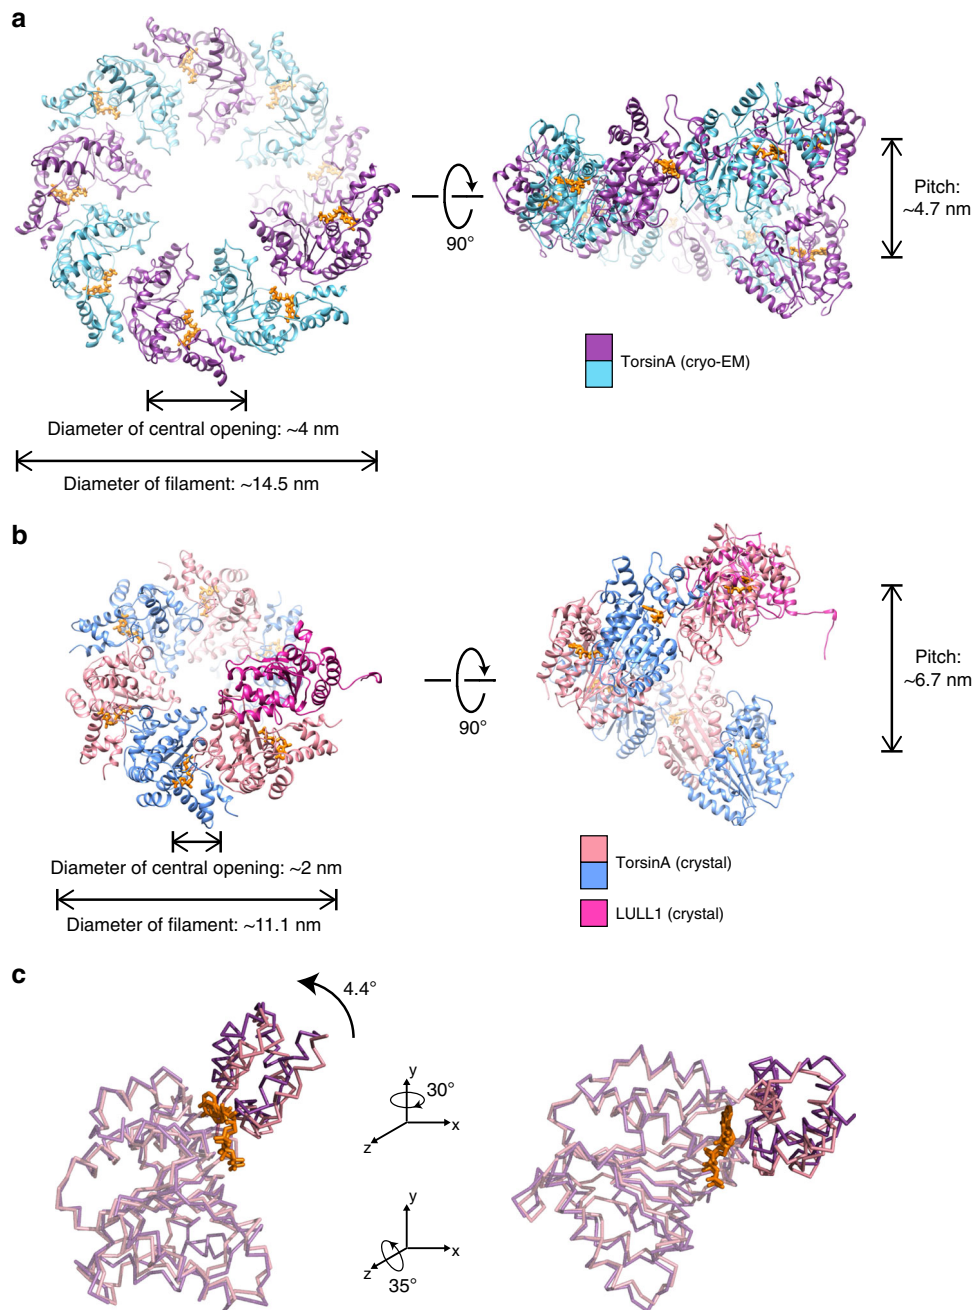 a
90°
Pitch:
~4.7 nm
TorsinA (cryo-EM)
Diameter of central opening: ~4 nm
Diameter of filament: ~14.5 nm
b
90°
Pitch:
~6.7 nm
Diameter of central opening: ~2 nm
Diameter of filament: ~11.1 nm
TorsinA (crystal)
LULL1 (crystal)
c
4.4°
y
30°
x
z
y
x
z
35°